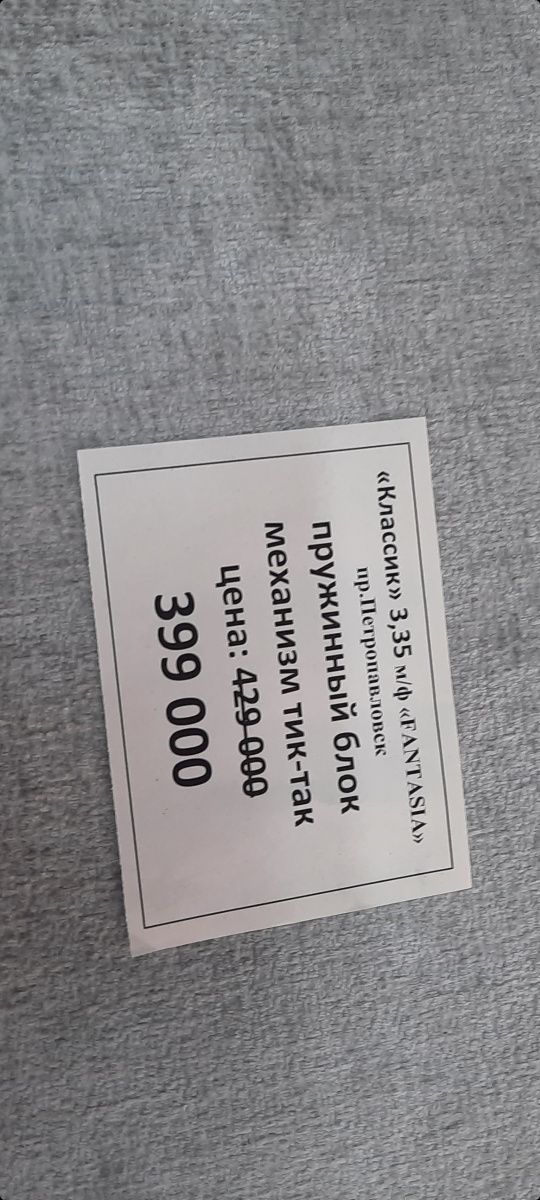 «Классик» 3,35 м/ф «FANTASIA»
пр.Петропавловск
пружинный блок
механизм тик-так
цена: 429 000
399 000